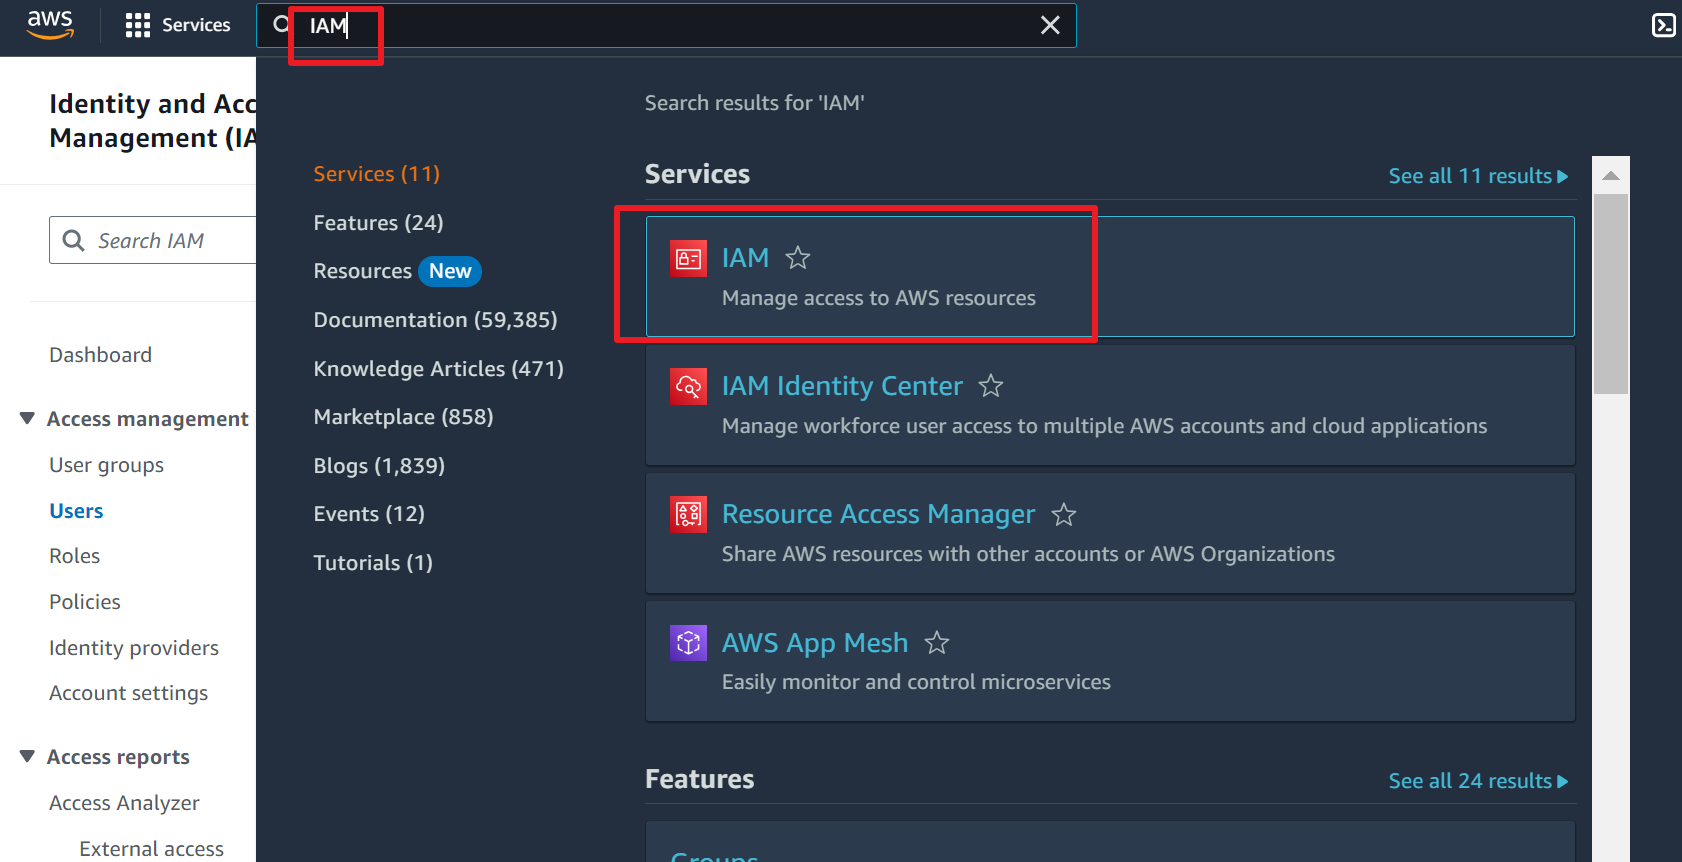 aws
Services
IAM
Identity and Acc
Management (IA
Search IAM
Dashboard
Access management
User groups
Users
Roles
Policies
Identity providers
Account settings
Access reports
Access Analyzer
External access
Search results for 'IAM'
Services (11)
Features (24)
Resources New
Documentation (59,385)
Knowledge Articles (471)
Marketplace (858)
Blogs (1,839)
Events (12)
Tutorials (1)
Services
See all 11 results
IAM
Manage access to AWS resources
IAM Identity Center
Manage workforce user access to multiple AWS accounts and cloud applications
Resource Access Manager
Share AWS resources with other accounts or AWS Organizations
AWS App Mesh
Easily monitor and control microservices
Features
See all 24 results
Groups